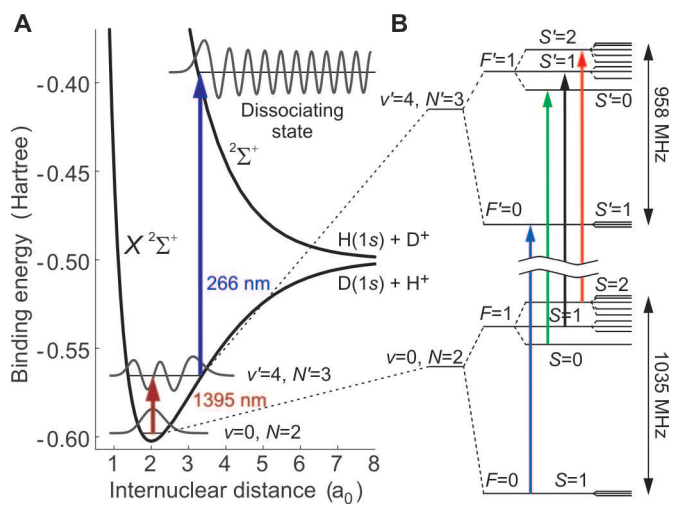 A
B
Binding energy (Hartree)
-0.40
-0.45
-0.50
-0.55
-0.60
1 2 3 4 5 6 7 8
Internuclear distance (a₀)
Dissociating
state
²Σ⁺
X ²Σ⁺
H(1s) + D⁺
D(1s) + H⁺
266 nm
v'=4, N'=3
1395 nm
v=0, N=2
v'=4, N'=3
F'=1
S'=2
S'=1
S'=0
F'=0
S'=1
958 MHz
v=0, N=2
F=1
S=2
S=1
S=0
F=0
S=1
1035 MHz